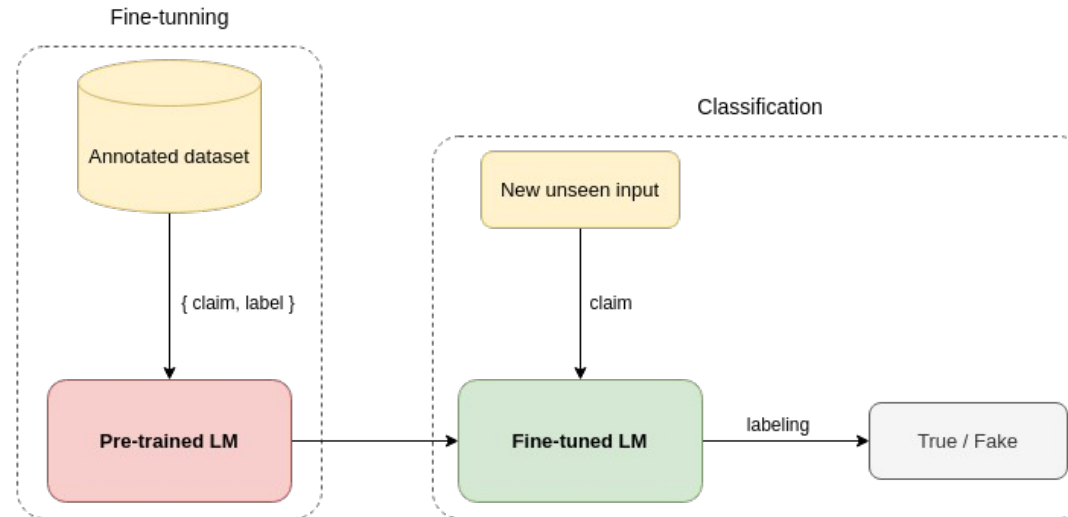 Fine-tunning
Annotated dataset
{ claim, label }
Pre-trained LM
Classification
New unseen input
claim
Fine-tuned LM
labeling
True / Fake